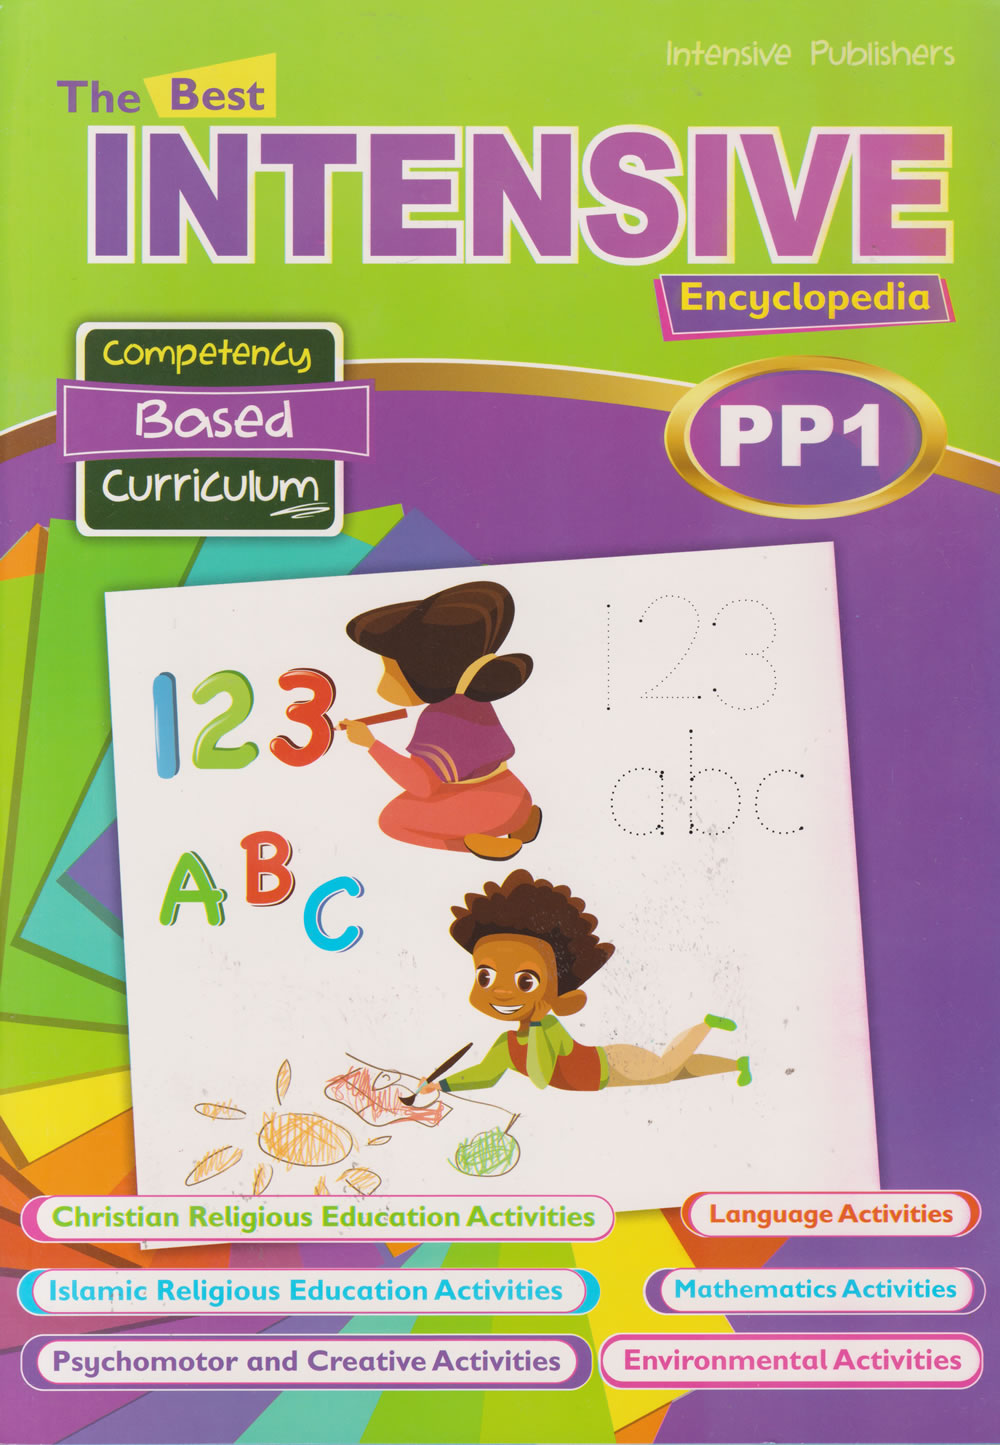 Intensive Publishers
The Best
INTENSIVE
Encyclopedia
Competency
Based
Curriculum
PP1
123
123
abc
A B C
Christian Religious Education Activities
Language Activities
Islamic Religious Education Activities
Mathematics Activities
Psychomotor and Creative Activities
Environmental Activities